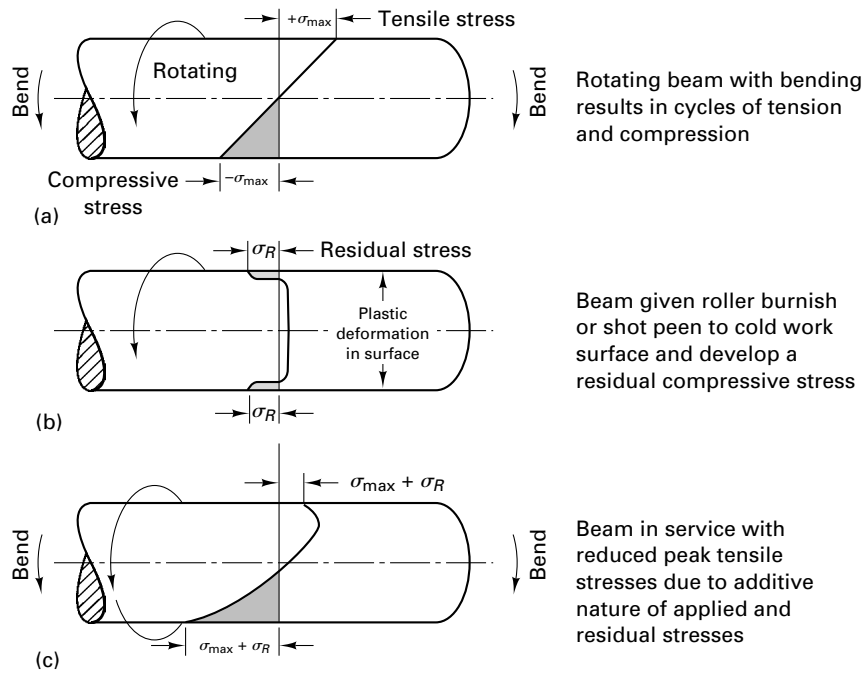 +σmax
Tensile stress
Bend
Rotating
Bend
Rotating beam with bending
results in cycles of tension
and compression
Compressive
stress
−σmax
(a)
σR
Residual stress
Plastic
deformation
in surface
Beam given roller burnish
or shot peen to cold work
surface and develop a
residual compressive stress
σR
(b)
σmax + σR
Bend
Bend
Beam in service with
reduced peak tensile
stresses due to additive
nature of applied and
residual stresses
σmax + σR
(c)